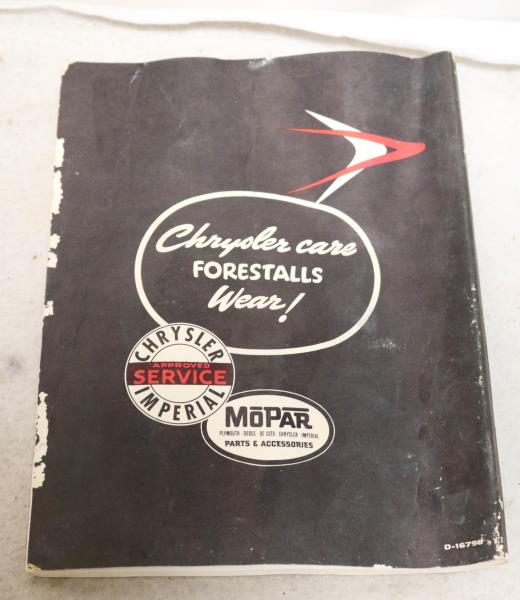 Chrysler care
FORESTALLS
Wear!
CHRYSLER
APPROVED
SERVICE
IMPERIAL
MOPAR
PLYMOUTH · DODGE · DE SOTO · CHRYSLER · IMPERIAL
PARTS & ACCESSORIES